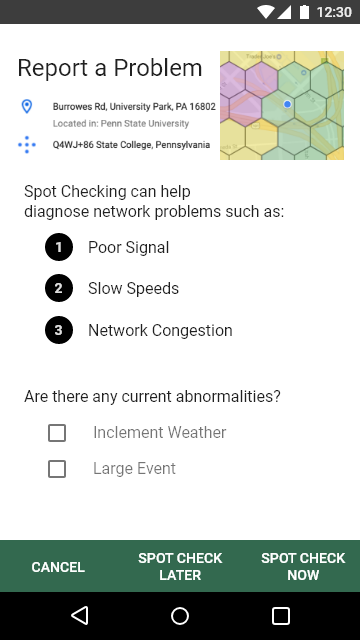 12:30
Report a Problem
Burrowes Rd, University Park, PA 16802
Located in: Penn State University
Q4WJ+86 State College, Pennsylvania
Spot Checking can help
diagnose network problems such as:
1 Poor Signal
2 Slow Speeds
3 Network Congestion
Are there any current abnormalities?
Inclement Weather
Large Event
CANCEL
SPOT CHECK
LATER
SPOT CHECK
NOW